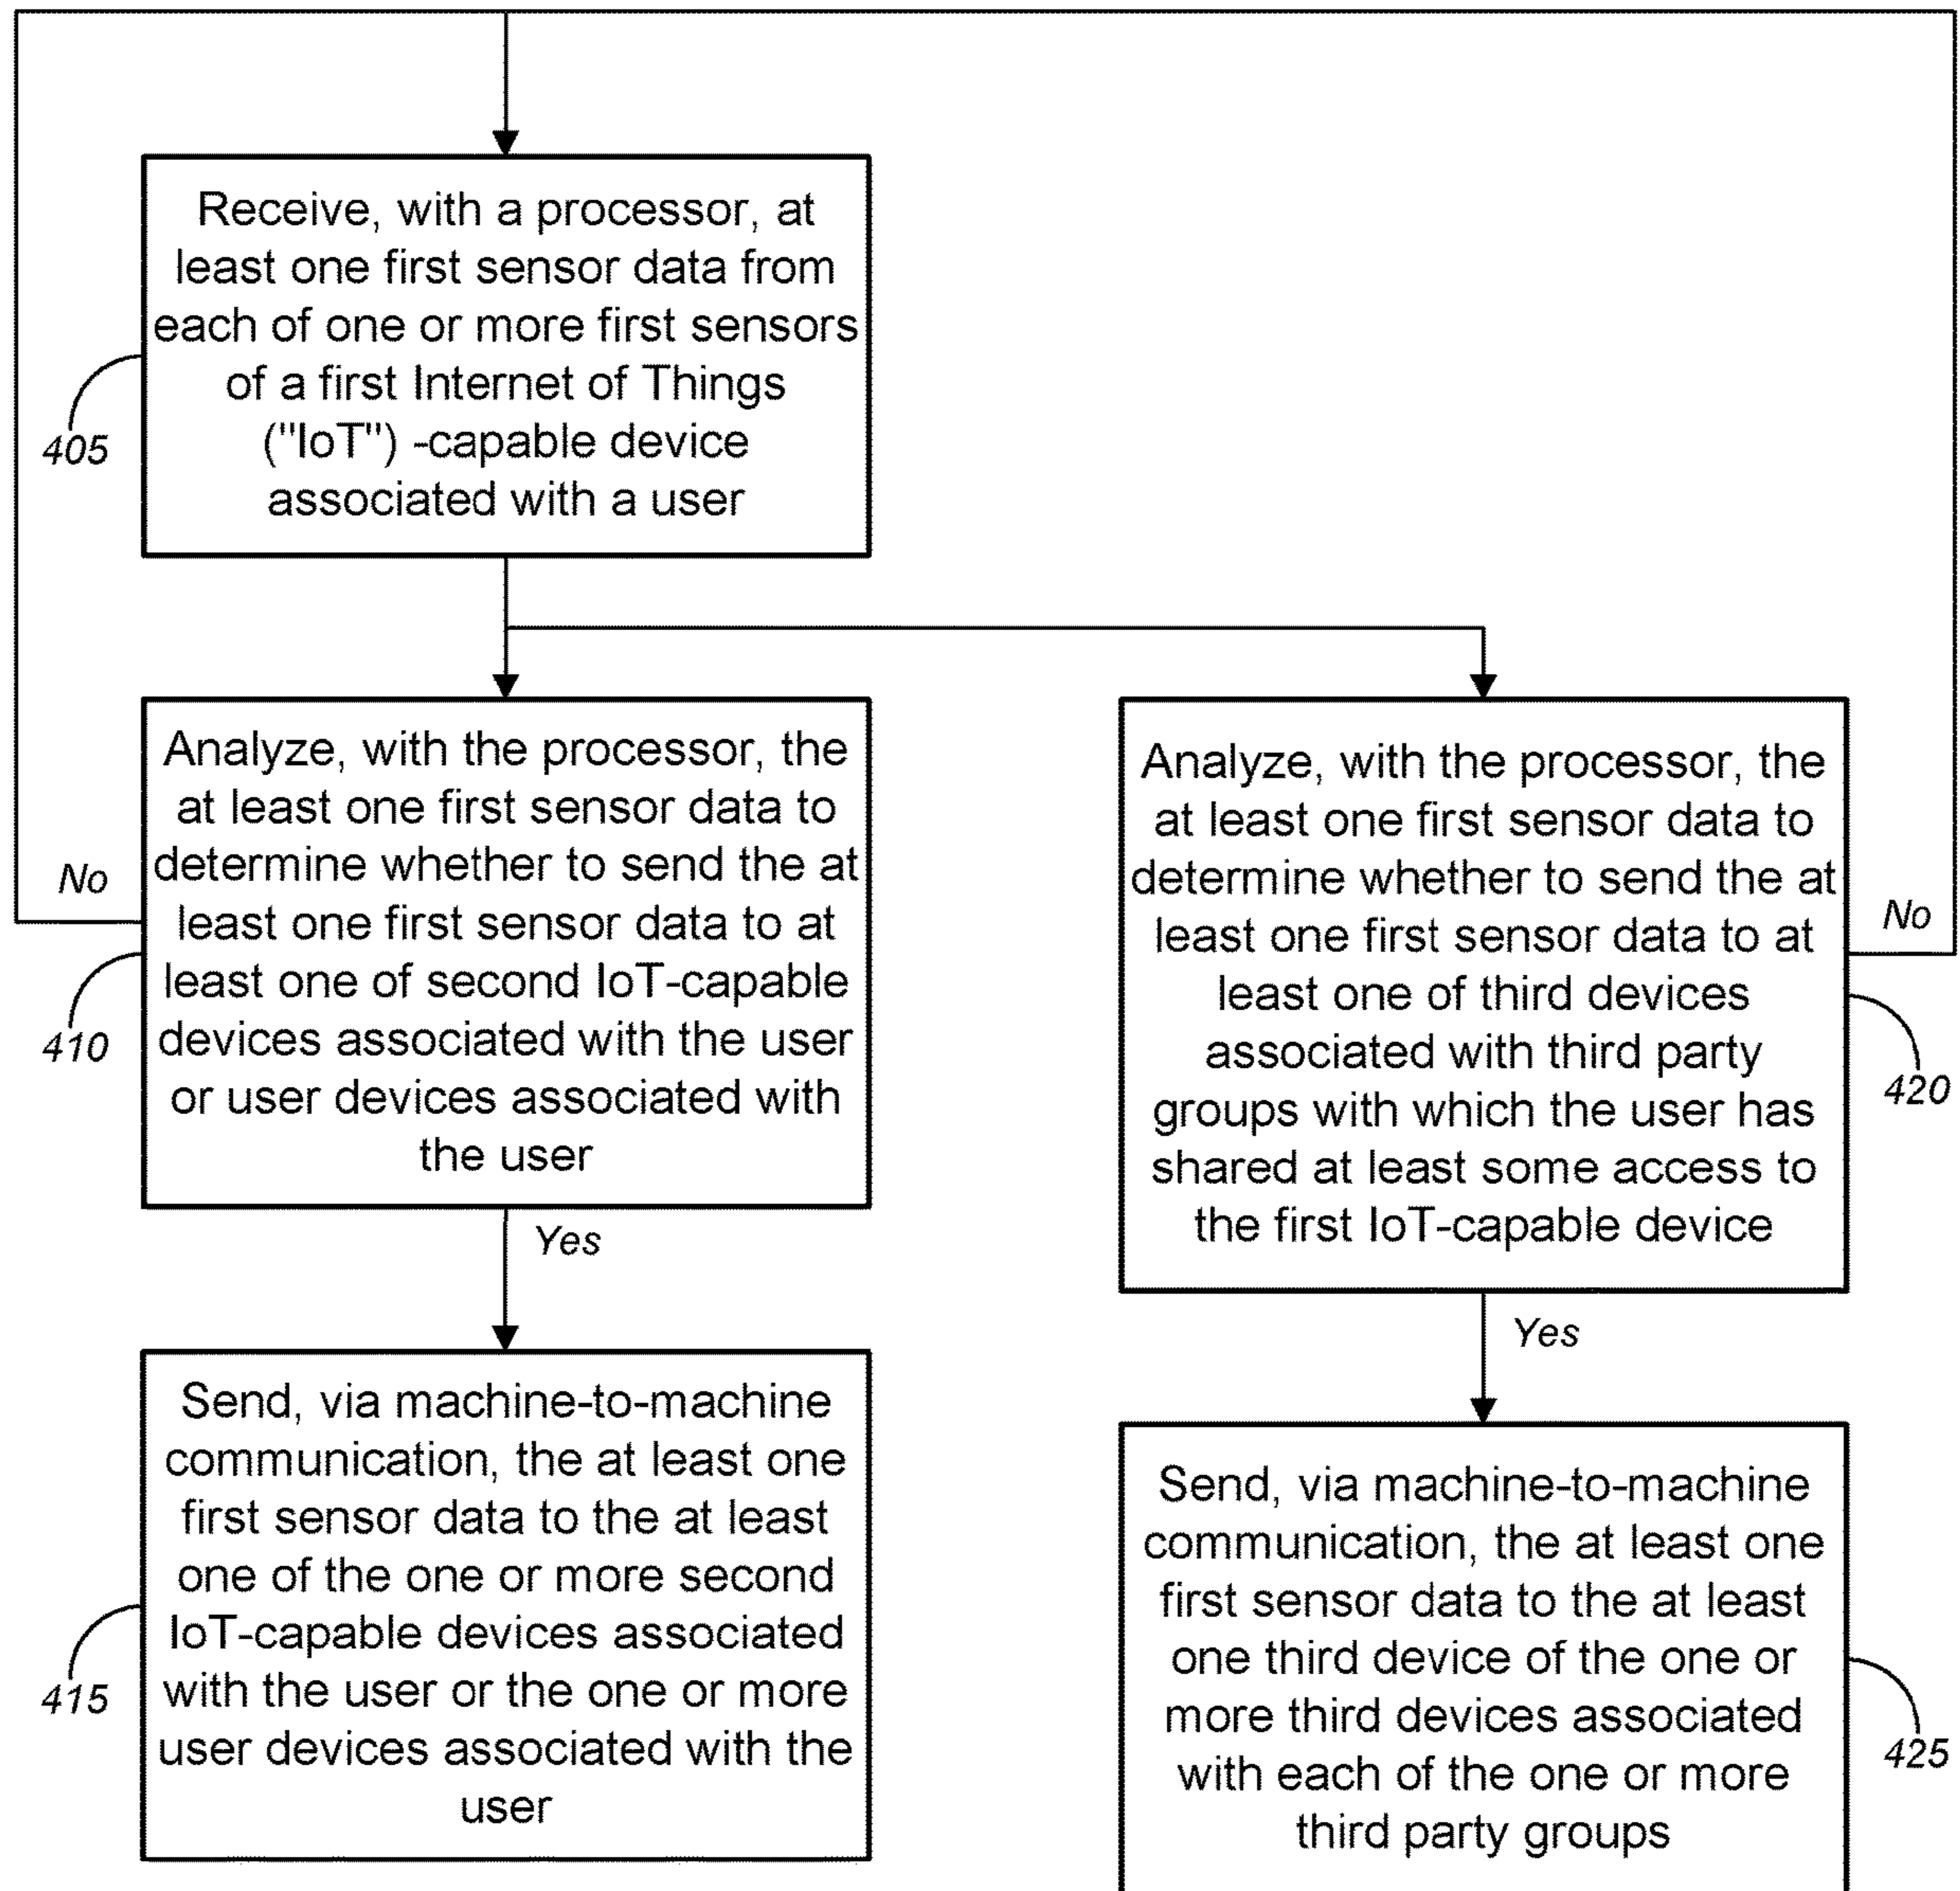 Receive, with a processor, at
least one first sensor data from
each of one or more first sensors
of a first Internet of Things
("IoT") -capable device
associated with a user
405
Analyze, with the processor, the
at least one first sensor data to
determine whether to send the at
least one first sensor data to at
least one of second IoT-capable
devices associated with the user
or user devices associated with
the user
No
410
Yes
Analyze, with the processor, the
at least one first sensor data to
determine whether to send the at
least one first sensor data to at
least one of third devices
associated with third party
groups with which the user has
shared at least some access to
the first IoT-capable device
No
420
Yes
Send, via machine-to-machine
communication, the at least one
first sensor data to the at least
one of the one or more second
IoT-capable devices associated
with the user or the one or more
user devices associated with the
user
415
Send, via machine-to-machine
communication, the at least one
first sensor data to the at least
one third device of the one or
more third devices associated
with each of the one or more
third party groups
425